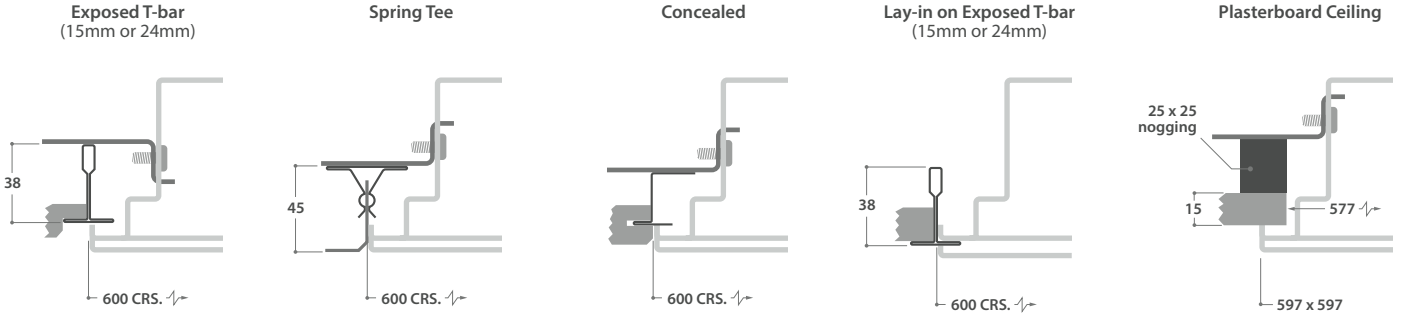 Exposed T-bar
(15mm or 24mm)
38
600 CRS.
Spring Tee
45
600 CRS.
Concealed
600 CRS.
Lay-in on Exposed T-bar
(15mm or 24mm)
38
600 CRS.
Plasterboard Ceiling
25 x 25
nogging
15
577
597 x 597